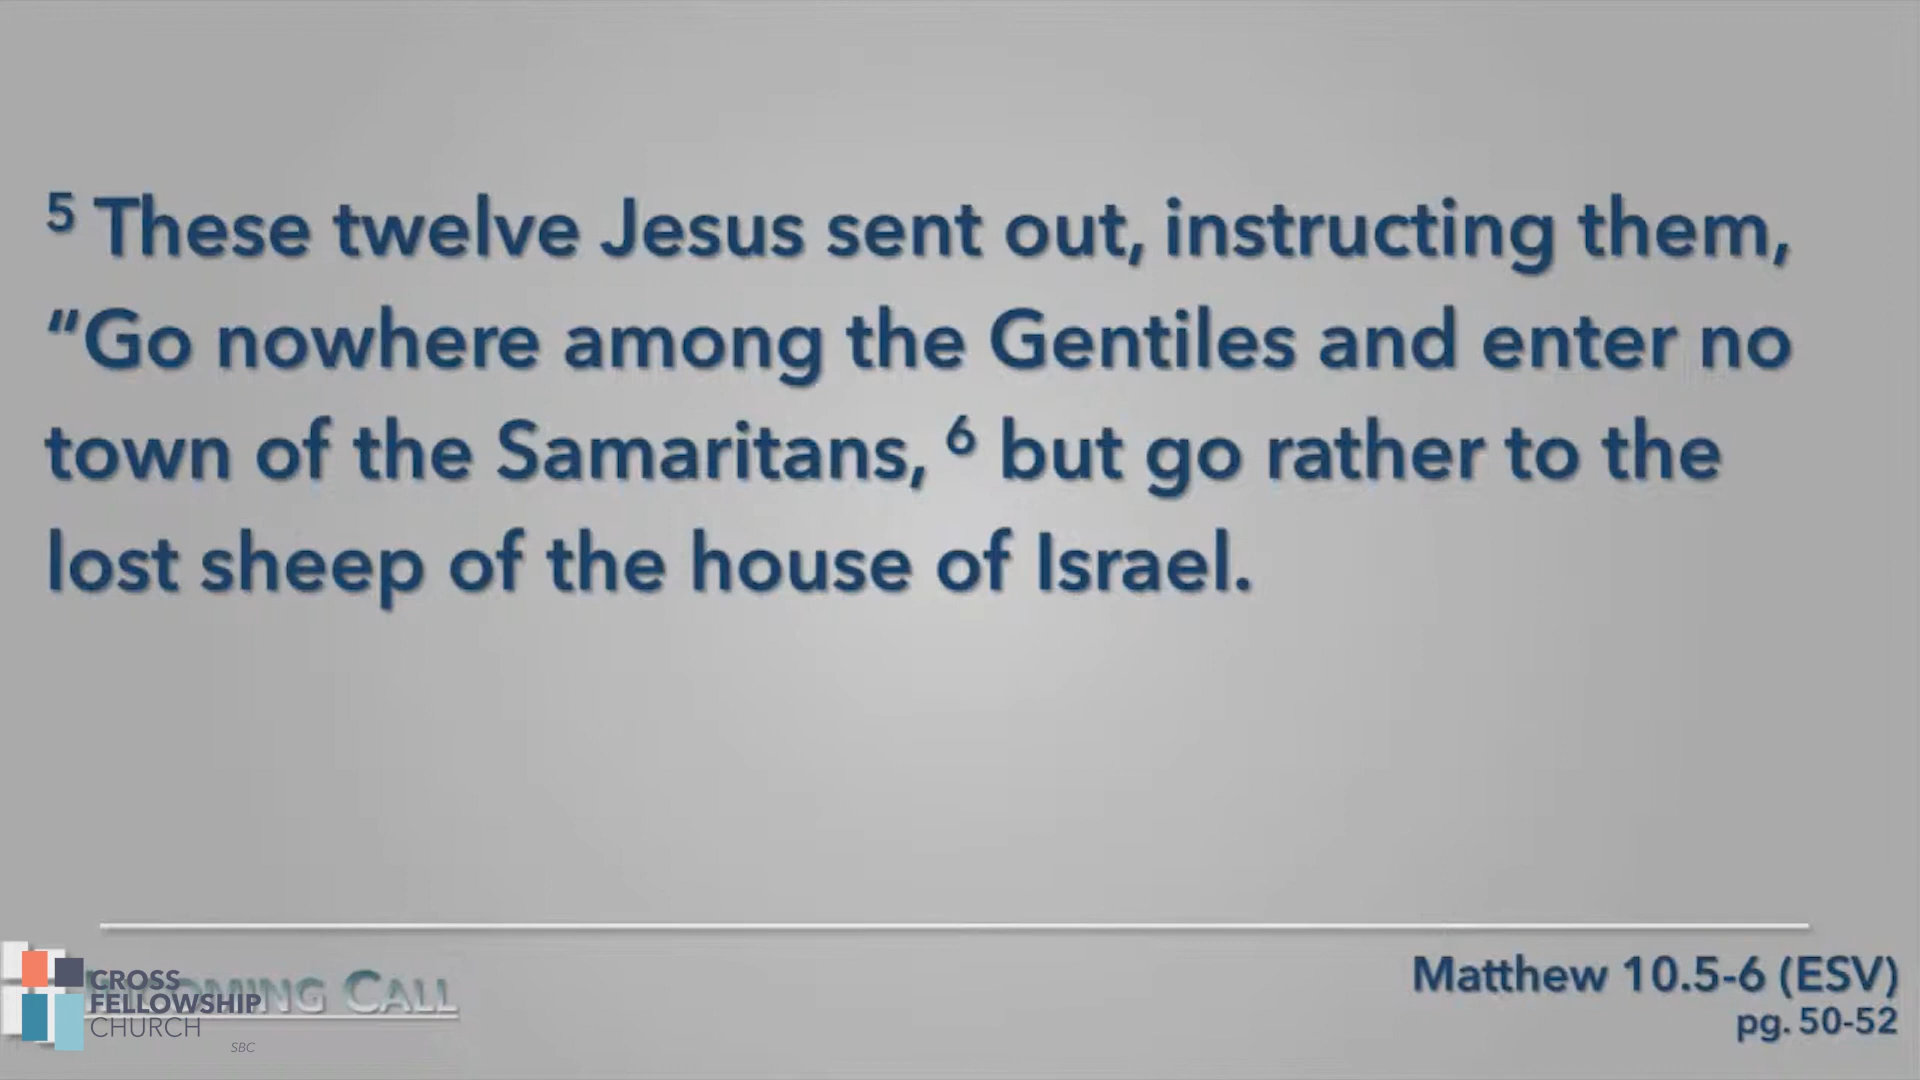 5 These twelve Jesus sent out, instructing them,
“Go nowhere among the Gentiles and enter no
town of the Samaritans, 6 but go rather to the
lost sheep of the house of Israel.
CROSS
FELLOWSHIP
CHURCH
SBC
CALL
Matthew 10.5-6 (ESV)
pg. 50-52